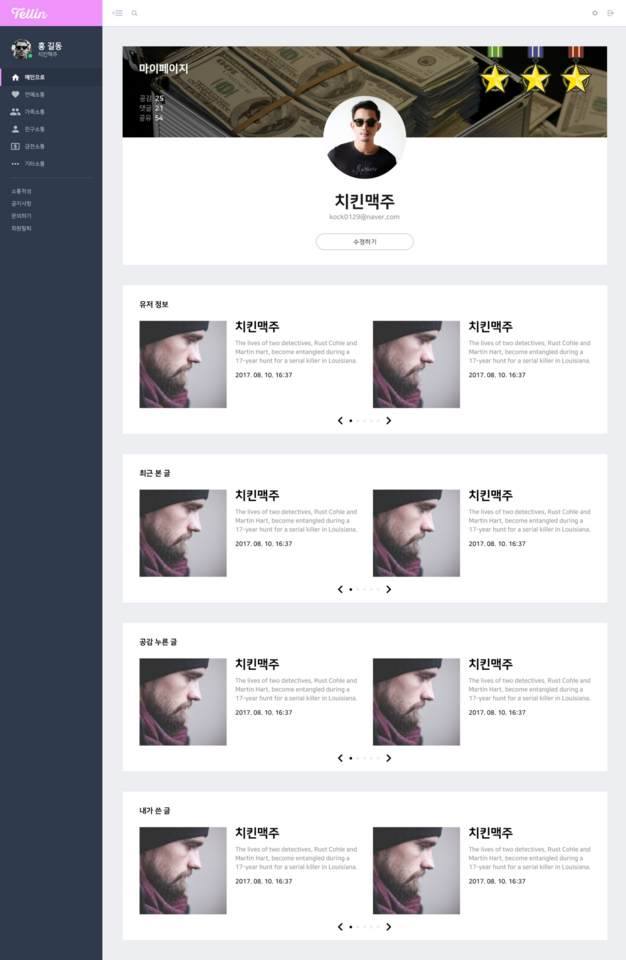 Tellin
홍 길동
치킨맥주
메인으로
연애소통
가족소통
친구소통
금전소통
기타소통
소통작성
공지사항
문의하기
회원탈퇴
마이페이지
공감 25
댓글 21
공유 54
치킨맥주
kock0129@naver.com
수정하기
유저 정보
치킨맥주
The lives of two detectives, Rust Cohle and
Martin Hart, become entangled during a
17-year hunt for a serial killer in Louisiana.
2017. 08. 10. 16:37
치킨맥주
The lives of two detectives, Rust Cohle and
Martin Hart, become entangled during a
17-year hunt for a serial killer in Louisiana.
2017. 08. 10. 16:37
최근 본 글
치킨맥주
The lives of two detectives, Rust Cohle and
Martin Hart, become entangled during a
17-year hunt for a serial killer in Louisiana.
2017. 08. 10. 16:37
치킨맥주
The lives of two detectives, Rust Cohle and
Martin Hart, become entangled during a
17-year hunt for a serial killer in Louisiana.
2017. 08. 10. 16:37
공감 누른 글
치킨맥주
The lives of two detectives, Rust Cohle and
Martin Hart, become entangled during a
17-year hunt for a serial killer in Louisiana.
2017. 08. 10. 16:37
치킨맥주
The lives of two detectives, Rust Cohle and
Martin Hart, become entangled during a
17-year hunt for a serial killer in Louisiana.
2017. 08. 10. 16:37
내가 쓴 글
치킨맥주
The lives of two detectives, Rust Cohle and
Martin Hart, become entangled during a
17-year hunt for a serial killer in Louisiana.
2017. 08. 10. 16:37
치킨맥주
The lives of two detectives, Rust Cohle and
Martin Hart, become entangled during a
17-year hunt for a serial killer in Louisiana.
2017. 08. 10. 16:37